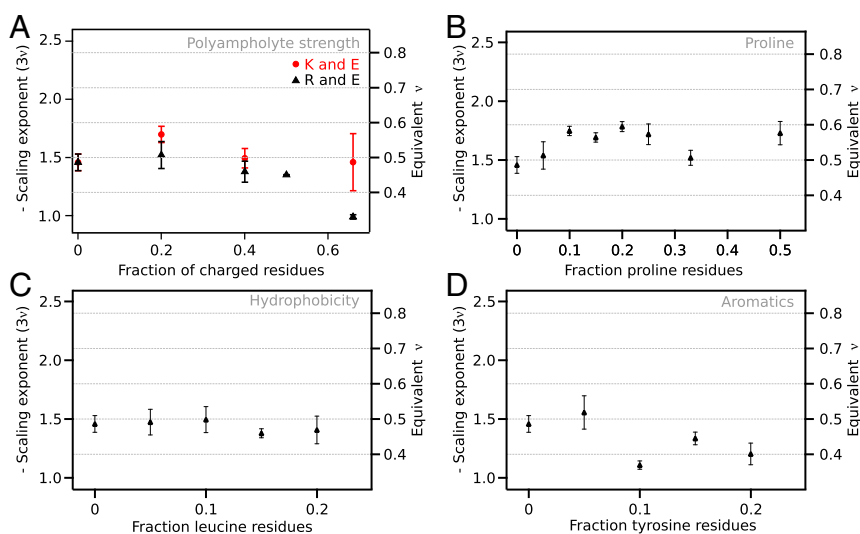 A
Polyampholyte strength
K and E
R and E
- Scaling exponent (3ν)
2.5
2.0
1.5
1.0
0.8
0.7
0.6
0.5
0.4
Equivalent ν
0
0.2
0.4
0.6
Fraction of charged residues
B
Proline
- Scaling exponent (3ν)
2.5
2.0
1.5
1.0
0.8
0.7
0.6
0.5
0.4
Equivalent ν
0
0.1
0.2
0.3
0.4
0.5
Fraction proline residues
C
Hydrophobicity
- Scaling exponent (3ν)
2.5
2.0
1.5
1.0
0.8
0.7
0.6
0.5
0.4
Equivalent ν
0
0.1
0.2
Fraction leucine residues
D
Aromatics
- Scaling exponent (3ν)
2.5
2.0
1.5
1.0
0.8
0.7
0.6
0.5
0.4
Equivalent ν
0
0.1
0.2
Fraction tyrosine residues